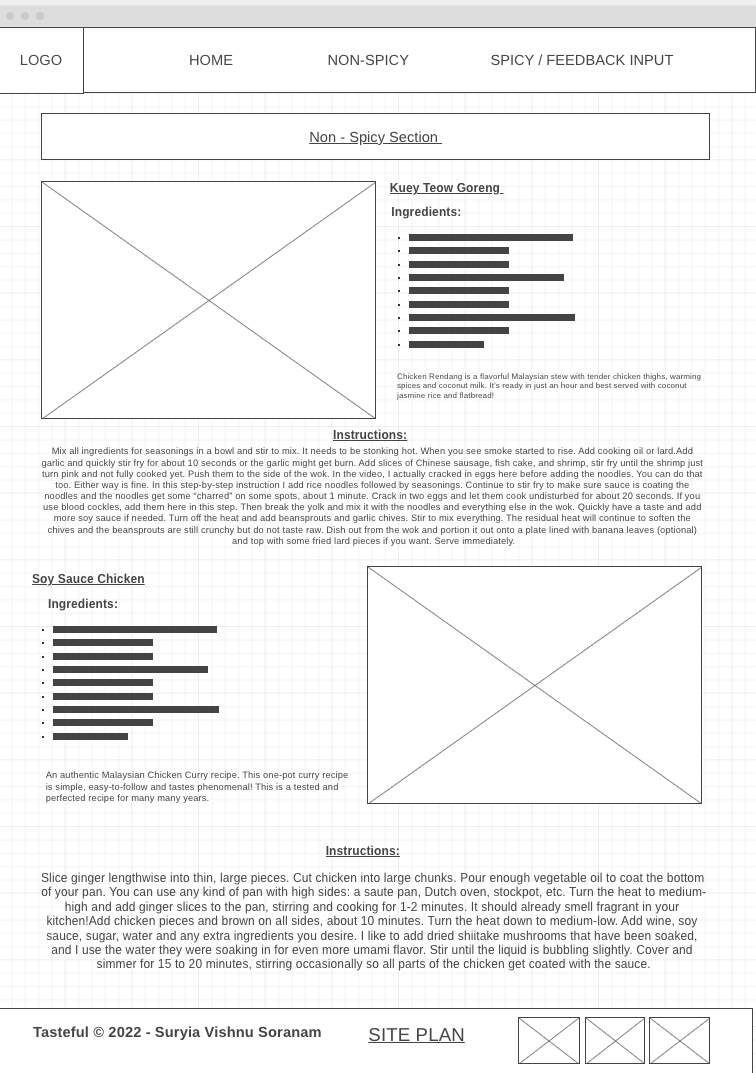 LOGO
HOME
NON-SPICY
SPICY / FEEDBACK INPUT
Non - Spicy Section
Kuey Teow Goreng
Ingredients:
Chicken Rendang is a flavorful Malaysian stew with tender chicken thighs, warming
spices and coconut milk. It's ready in just an hour and best served with coconut
jasmine rice and flatbread!
Instructions:
Mix all ingredients for seasonings in a bowl and stir to mix. It needs to be stonking hot. When you see smoke started to rise. Add cooking oil or lard.Add
garlic and quickly stir fry for about 10 seconds or the garlic might get burn. Add slices of Chinese sausage, fish cake, and shrimp, stir fry until the shrimp just
turn pink and not fully cooked yet. Push them to the side of the wok. In the video, I actually cracked in eggs here before adding the noodles. You can do that
too. Either way is fine. In this step-by-step instruction I add rice noodles followed by seasonings. Continue to stir fry to make sure sauce is coating the
noodles and the noodles get some "charred" on some spots, about 1 minute. Crack in two eggs and let them cook undisturbed for about 20 seconds. If you
use blood cockles, add them here in this step. Then break the yolk and mix it with the noodles and everything else in the wok. Quickly have a taste and add
more soy sauce if needed. Turn off the heat and add beansprouts and garlic chives. Stir to mix everything. The residual heat will continue to soften the
chives and the beansprouts are still crunchy but do not taste raw. Dish out from the wok and portion it out onto a plate lined with banana leaves (optional)
and top with some fried lard pieces if you want. Serve immediately.
Soy Sauce Chicken
Ingredients:
An authentic Malaysian Chicken Curry recipe. This one-pot curry recipe
is simple, easy-to-follow and tastes phenomenal! This is a tested and
perfected recipe for many many years.
Instructions:
Slice ginger lengthwise into thin, large pieces. Cut chicken into large chunks. Pour enough vegetable oil to coat the bottom
of your pan. You can use any kind of pan with high sides: a saute pan, Dutch oven, stockpot, etc. Turn the heat to medium-
high and add ginger slices to the pan, stirring and cooking for 1-2 minutes. It should already smell fragrant in your
kitchen!Add chicken pieces and brown on all sides, about 10 minutes. Turn the heat down to medium-low. Add wine, soy
sauce, sugar, water and any extra ingredients you desire. I like to add dried shiitake mushrooms that have been soaked,
and I use the water they were soaking in for even more umami flavor. Stir until the liquid is bubbling slightly. Cover and
simmer for 15 to 20 minutes, stirring occasionally so all parts of the chicken get coated with the sauce.
Tasteful © 2022 - Suryia Vishnu Soranam
SITE PLAN